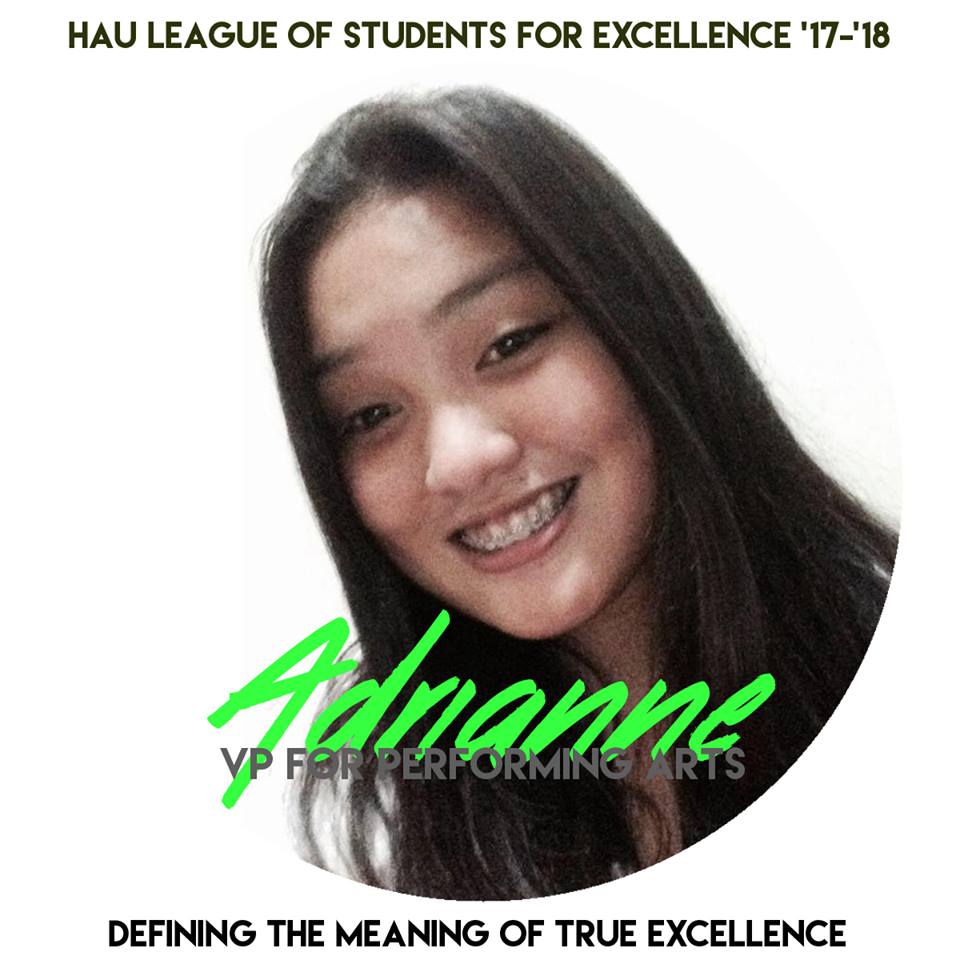 HAU LEAGUE OF STUDENTS FOR EXCELLENCE '17-'18
Adrianne
VP FOR PERFORMING ARTS
DEFINING THE MEANING OF TRUE EXCELLENCE